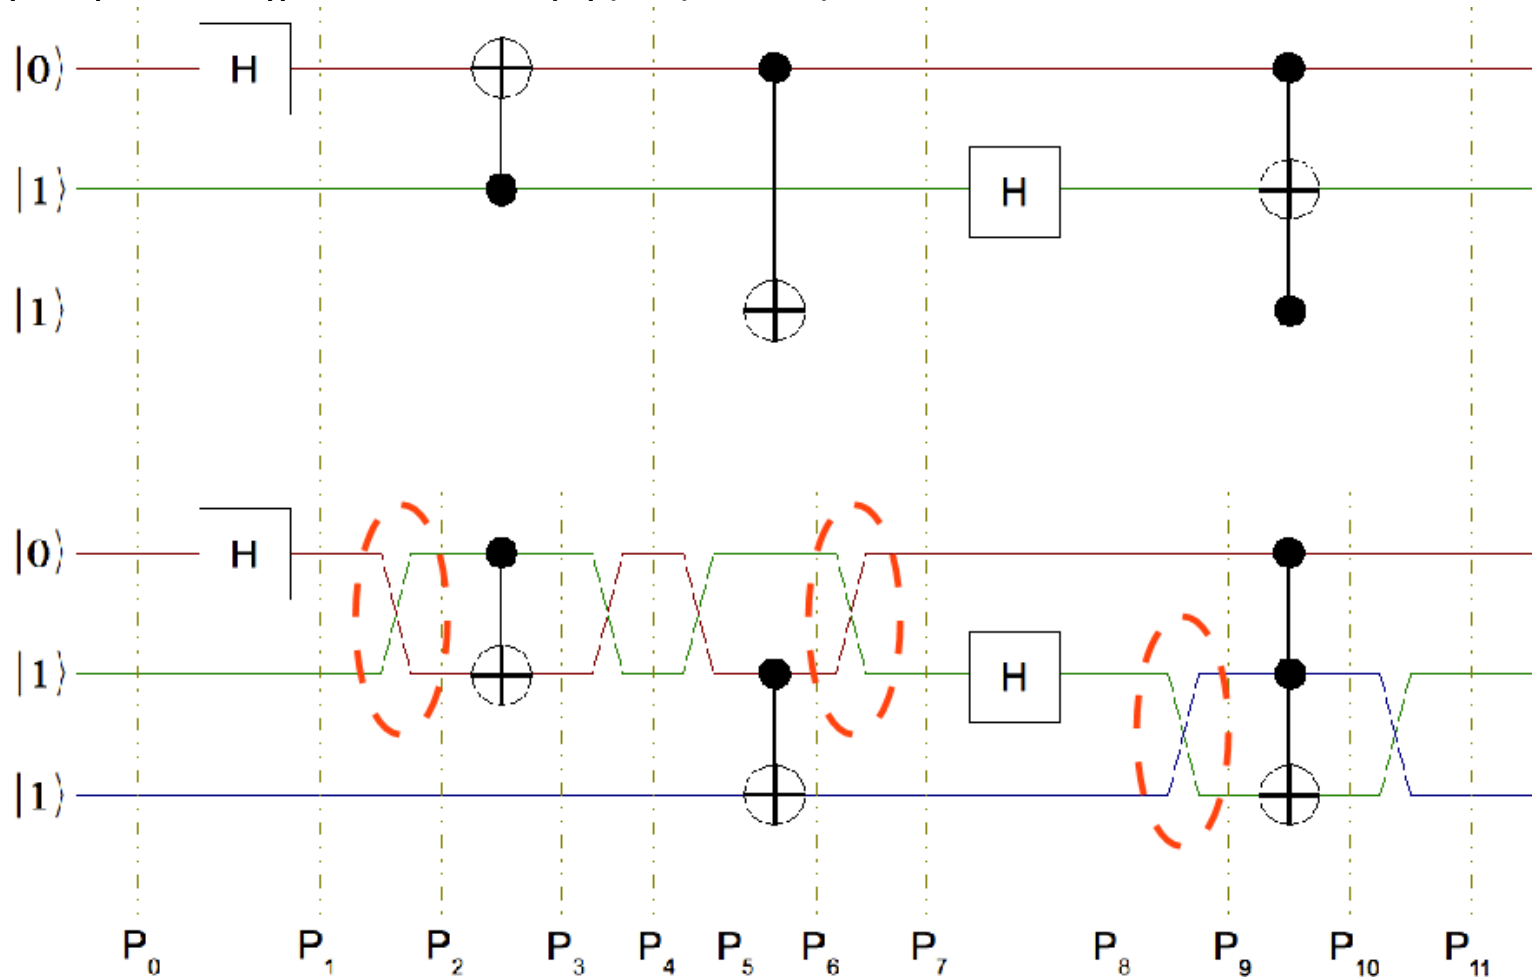 |0⟩ H
|1⟩ H
|1⟩
|0⟩ H
|1⟩ H
|1⟩
P₀ P₁ P₂ P₃ P₄ P₅ P₆ P₇ P₈ P₉ P₁₀ P₁₁